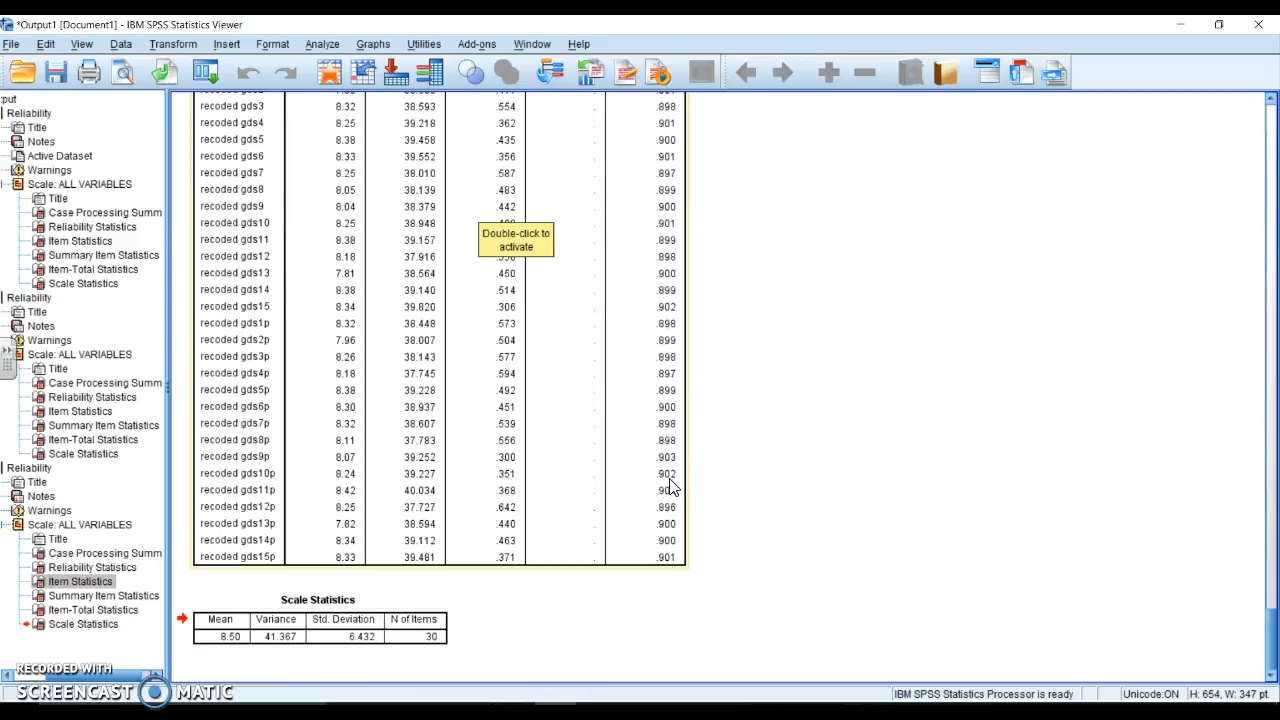 *Output1 [Document1] - IBM SPSS Statistics Viewer
File Edit View Data Transform Insert Format Analyze Graphs Utilities Add-ons Window Help
put
Reliability
Title
Notes
Active Dataset
Warnings
Scale: ALL VARIABLES
Title
Case Processing Summ
Reliability Statistics
Item Statistics
Summary Item Statistics
Item-Total Statistics
Scale Statistics
Reliability
Title
Notes
Warnings
Scale: ALL VARIABLES
Title
Case Processing Summ
Reliability Statistics
Item Statistics
Summary Item Statistics
Item-Total Statistics
Scale Statistics
Reliability
Title
Notes
Warnings
Scale: ALL VARIABLES
Title
Case Processing Summ
Reliability Statistics
Item Statistics
Summary Item Statistics
Item-Total Statistics
Scale Statistics
recoded gds3 8.32 38.593 .554 . .898
recoded gds4 8.25 39.218 .362 . .901
recoded gds5 8.38 39.458 .435 . .900
recoded gds6 8.33 39.552 .356 . .901
recoded gds7 8.25 38.010 .587 . .897
recoded gds8 8.05 38.139 .483 . .899
recoded gds9 8.04 38.379 .442 . .900
recoded gds10 8.25 38.948 . .901
recoded gds11 8.38 39.157 . .899
recoded gds12 8.18 37.916 . .898
recoded gds13 7.81 38.564 .450 . .900
recoded gds14 8.38 39.140 .514 . .899
recoded gds15 8.34 39.820 .306 . .902
recoded gds1p 8.32 38.448 .573 . .898
recoded gds2p 7.96 38.007 .504 . .899
recoded gds3p 8.26 38.143 .577 . .898
recoded gds4p 8.18 37.745 .594 . .897
recoded gds5p 8.38 39.228 .492 . .899
recoded gds6p 8.30 38.937 .451 . .900
recoded gds7p 8.32 38.607 .539 . .898
recoded gds8p 8.11 37.783 .556 . .898
recoded gds9p 8.07 39.252 .300 . .903
recoded gds10p 8.24 39.227 .351 . .902
recoded gds11p 8.42 40.034 .368 .
recoded gds12p 8.25 37.727 .642 . .896
recoded gds13p 7.82 38.594 .440 . .900
recoded gds14p 8.34 39.112 .463 . .900
recoded gds15p 8.33 39.481 .371 . .901
Double-click to
activate
Scale Statistics
Mean Variance Std. Deviation N of Items
8.50 41.367 6.432 30
RECORDED WITH
SCREENCAST MATIC
IBM SPSS Statistics Processor is ready Unicode:ON H: 654, W: 347 pt.